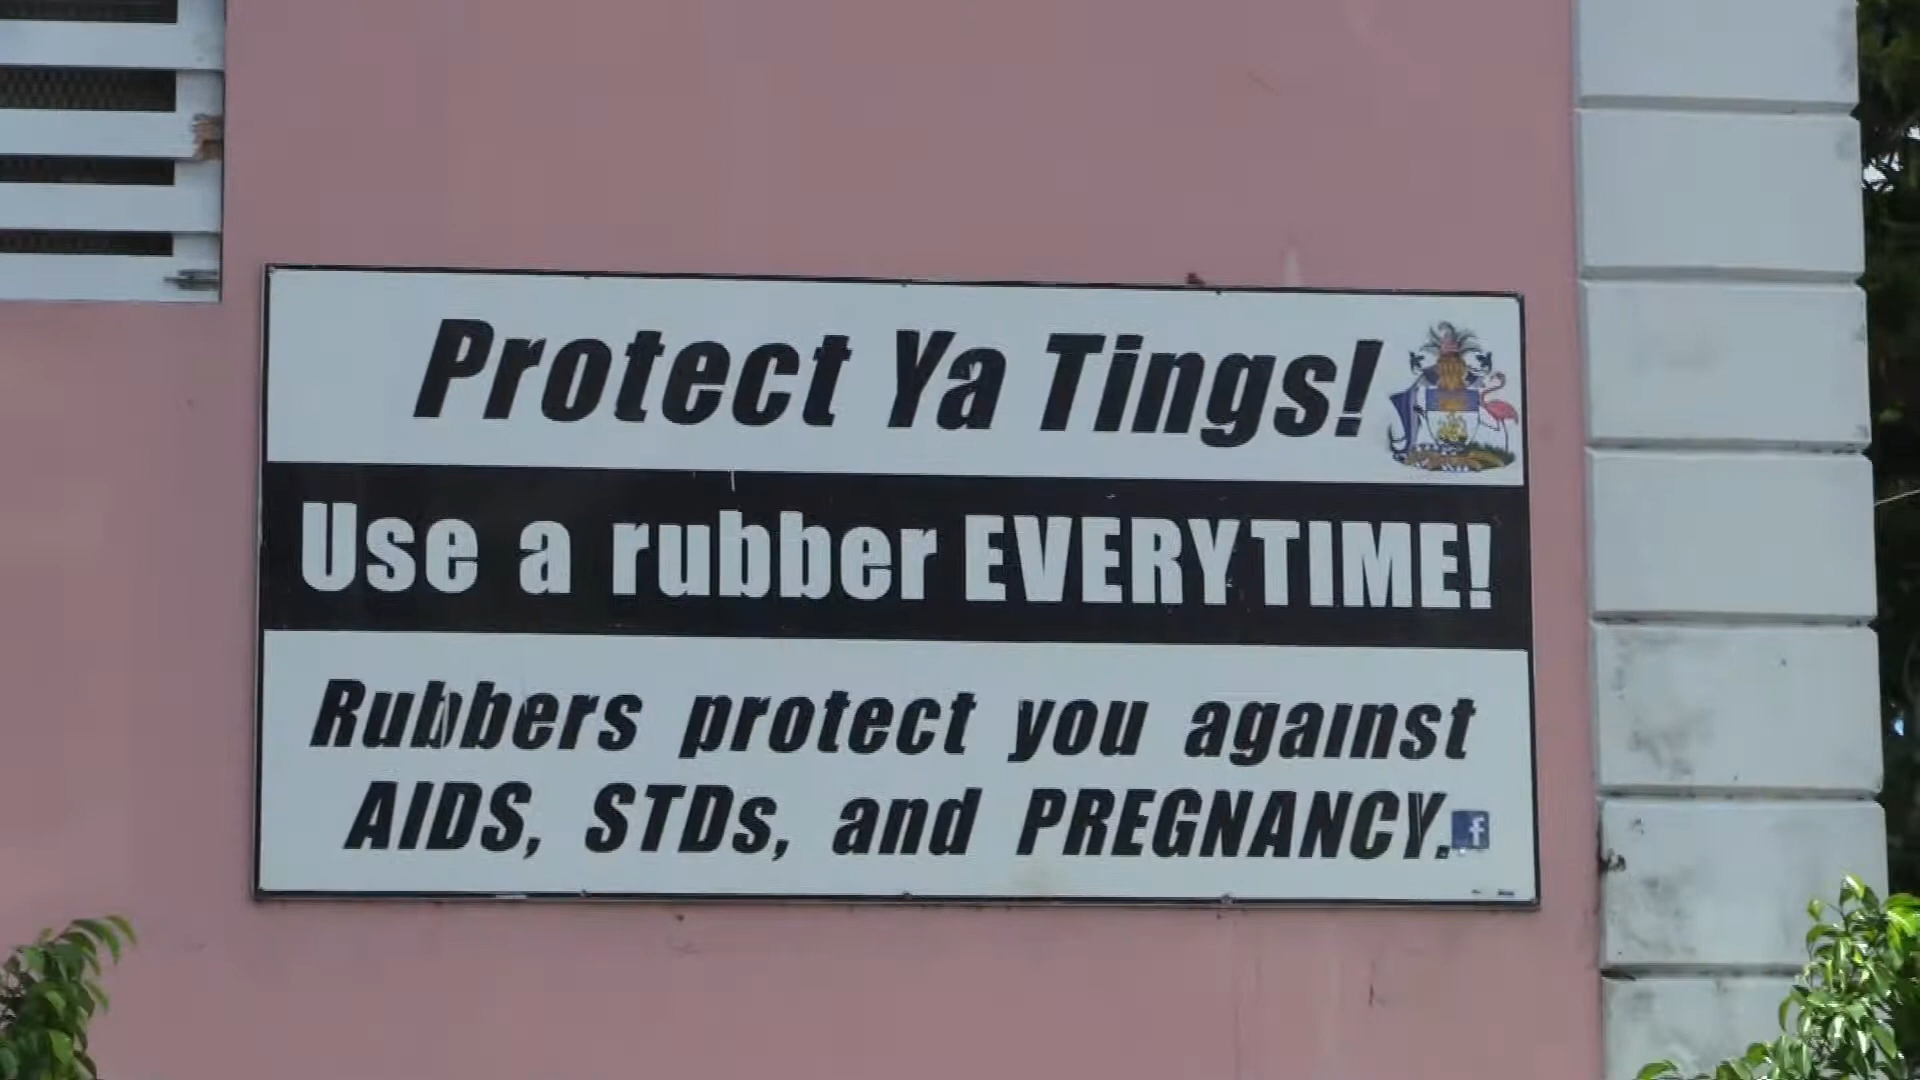 Protect Ya Tings!
Use a rubber EVERYTIME!
Rubbers protect you against
AIDS, STDs, and PREGNANCY.
f